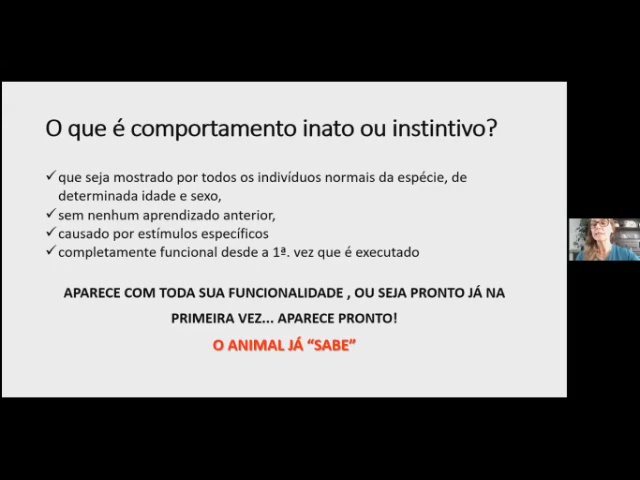 O que é comportamento inato ou instintivo?
✓que seja mostrado por todos os indivíduos normais da espécie, de
determinada idade e sexo,
✓sem nenhum aprendizado anterior,
✓causado por estímulos específicos
✓completamente funcional desde a 1ª. vez que é executado
APARECE COM TODA SUA FUNCIONALIDADE , OU SEJA PRONTO JÁ NA
PRIMEIRA VEZ... APARECE PRONTO!
O ANIMAL JÁ “SABE”